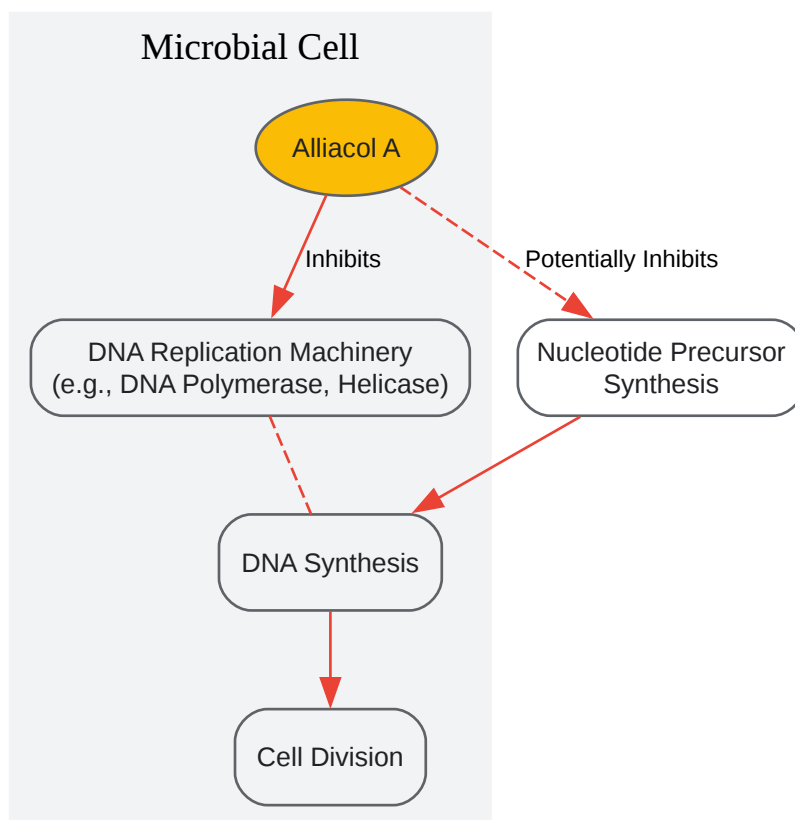 Microbial Cell
Alliacol A
Inhibits
Potentially Inhibits
DNA Replication Machinery
(e.g., DNA Polymerase, Helicase)
Nucleotide Precursor
Synthesis
DNA Synthesis
Cell Division